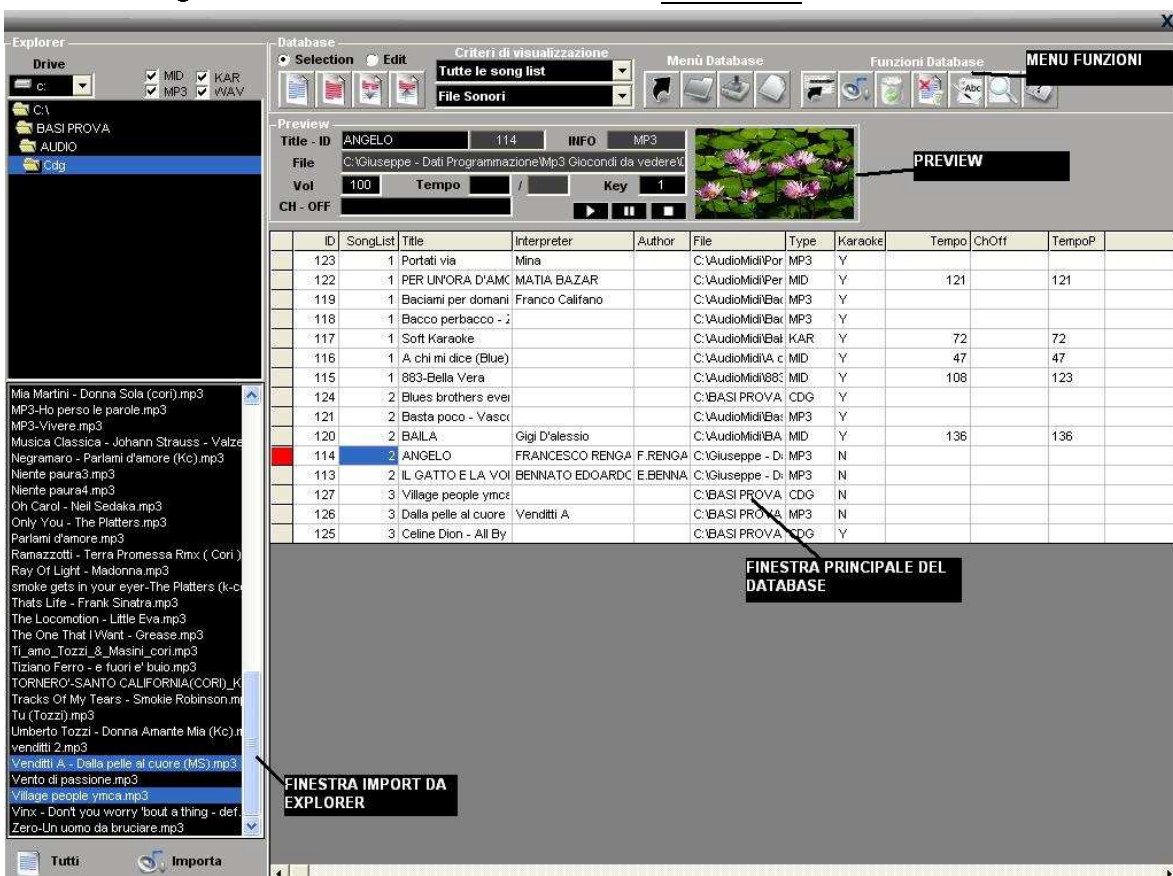 X
Explorer
Drive
c:
MID KAR
MP3 WAV
C:\
BASI PROVA
AUDIO
Cdg
Mia Martini - Donna Sola (cori).mp3
MP3-Ho perso le parole.mp3
MP3-Vivere.mp3
Musica Classica - Johann Strauss - Valze
Negramaro - Parlami d'amore (Kc).mp3
Niente paura3.mp3
Niente paura4.mp3
Oh Carol - Neil Sedaka.mp3
Only You - The Platters.mp3
Parlami d'amore.mp3
Ramazzotti - Terra Promessa Rmx ( Cori )
Ray Of Light - Madonna.mp3
smoke gets in your eyer-The Platters (k-co
Thats Life - Frank Sinatra.mp3
The Locomotion - Little Eva.mp3
The One That I Want - Grease.mp3
Ti_amo_Tozzi_&_Masini_cori.mp3
Tiziano Ferro - e fuori e' buio.mp3
TORNERO'-SANTO CALIFORNIA(CORI)_K
Tracks Of My Tears - Smokie Robinson.m
Tu (Tozzi).mp3
Umberto Tozzi - Donna Amante Mia (Kc).n
venditti 2.mp3
Venditti A - Dalla pelle al cuore (MS).mp3
Vento di passione.mp3
Village people ymca.mp3
Vinx - Don't you worry 'bout a thing - def.
Zero-Un uomo da bruciare.mp3
Tutti Importa
Database
Selection Edit Criteri di visualizzazione Menù Database Funzioni Database MENU FUNZIONI
Tutte le song list
File Sonori
Abc
Preview
Title - ID ANGELO 114 INFO MP3
File C:\Giuseppe - Dati Programmazione\Mp3 Giocondi da vedere\
Vol 100 Tempo / Key 1
CH - OFF
PREVIEW
ID SongList Title Interpreter Author File Type Karaoke Tempo ChOff TempoP
123 1 Portati via Mina C:\AudioMidi\Por MP3 Y
122 1 PER UN'ORA D'AMO MATIA BAZAR C:\AudioMidi\Per MID Y 121 121
119 1 Baciami per domani Franco Califano C:\AudioMidi\Bac MP3 Y
118 1 Bacco perbacco - C:\AudioMidi\Bac MP3 Y
117 1 Soft Karaoke C:\AudioMidi\Bal KAR Y 72 72
116 1 A chi mi dice (Blue) C:\AudioMidi\A c MID Y 47 47
115 1 883-Bella Vera C:\AudioMidi\883 MID Y 108 123
124 2 Blues brothers ever C:\BASI PROVA CDG Y
121 2 Basta poco - Vasco C:\AudioMidi\Bas MP3 Y
120 2 BAILA Gigi D'alessio C:\AudioMidi\BA MID Y 136 136
114 2 ANGELO FRANCESCO RENGA F.RENGA C:\Giuseppe - Da MP3 N
113 2 IL GATTO E LA VOL BENNATO EDOARDO E.BENNA C:\Giuseppe - Da MP3 N
127 3 Village people ymca C:\BASI PROVA CDG N
126 3 Dalla pelle al cuore Venditti A C:\BASI PROVA MP3 N
125 3 Celine Dion - All By C:\BASI PROVA CDG Y
FINESTRA PRINCIPALE DEL
DATABASE
FINESTRA IMPORT DA
EXPLORER